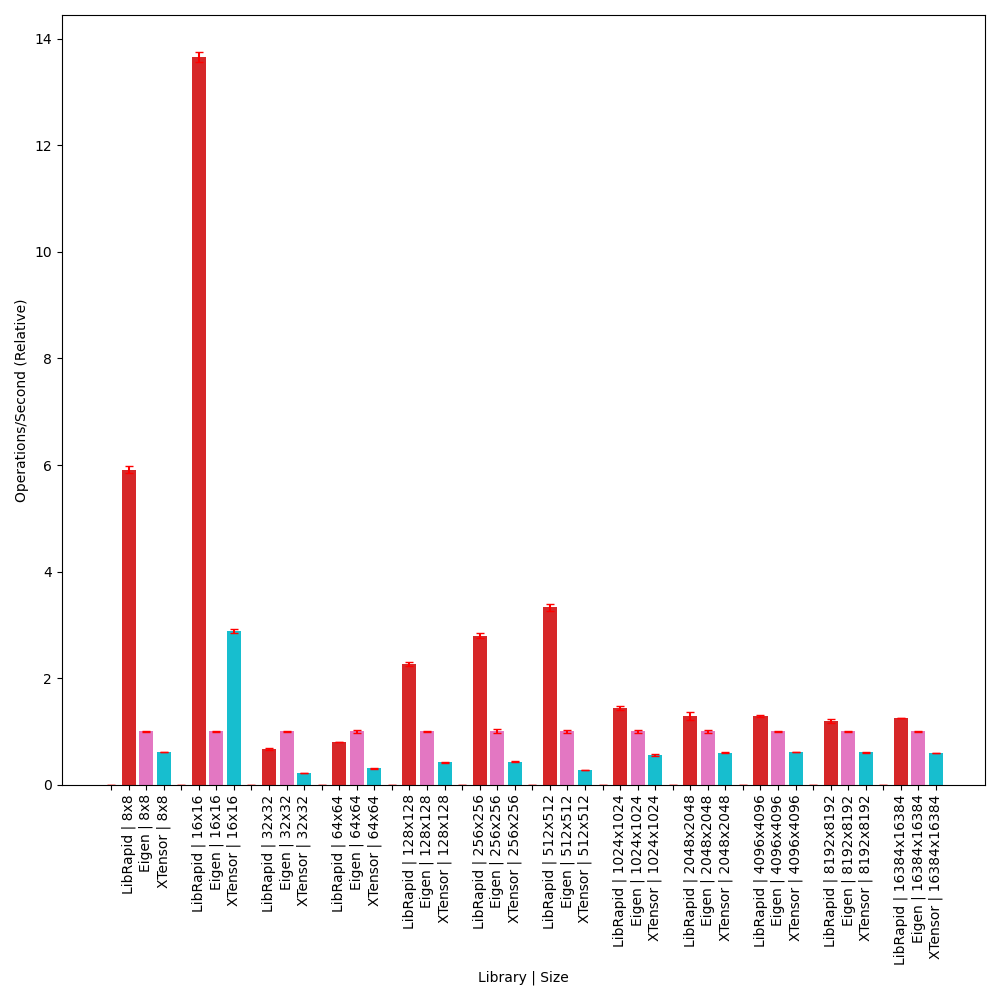 14
12
10
8
6
4
2
0
Operations/Second (Relative)
LibRapid | 8x8
Eigen | 8x8
XTensor | 8x8
LibRapid | 16x16
Eigen | 16x16
XTensor | 16x16
LibRapid | 32x32
Eigen | 32x32
XTensor | 32x32
LibRapid | 64x64
Eigen | 64x64
XTensor | 64x64
LibRapid | 128x128
Eigen | 128x128
XTensor | 128x128
LibRapid | 256x256
Eigen | 256x256
XTensor | 256x256
LibRapid | 512x512
Eigen | 512x512
XTensor | 512x512
LibRapid | 1024x1024
Eigen | 1024x1024
XTensor | 1024x1024
LibRapid | 2048x2048
Eigen | 2048x2048
XTensor | 2048x2048
LibRapid | 4096x4096
Eigen | 4096x4096
XTensor | 4096x4096
LibRapid | 8192x8192
Eigen | 8192x8192
XTensor | 8192x8192
LibRapid | 16384x16384
Eigen | 16384x16384
XTensor | 16384x16384
Library | Size